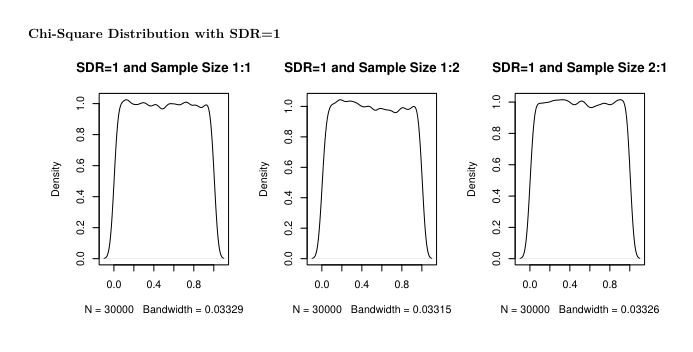 Chi-Square Distribution with SDR=1
SDR=1 and Sample Size 1:1
Density
0.0 0.2 0.4 0.6 0.8 1.0
0.0 0.4 0.8
N = 30000 Bandwidth = 0.03329
SDR=1 and Sample Size 1:2
Density
0.0 0.2 0.4 0.6 0.8 1.0
0.0 0.4 0.8
N = 30000 Bandwidth = 0.03315
SDR=1 and Sample Size 2:1
Density
0.0 0.2 0.4 0.6 0.8 1.0
0.0 0.4 0.8
N = 30000 Bandwidth = 0.03326